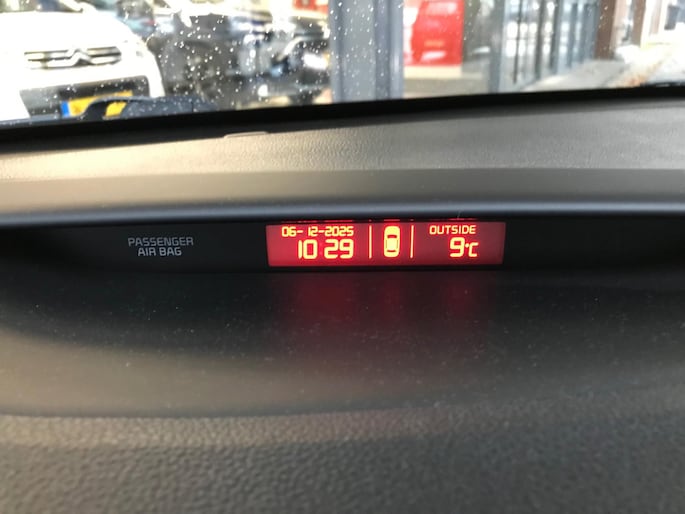 PASSENGER
AIR BAG
06-12-2025
10 29
OUTSIDE
9°C